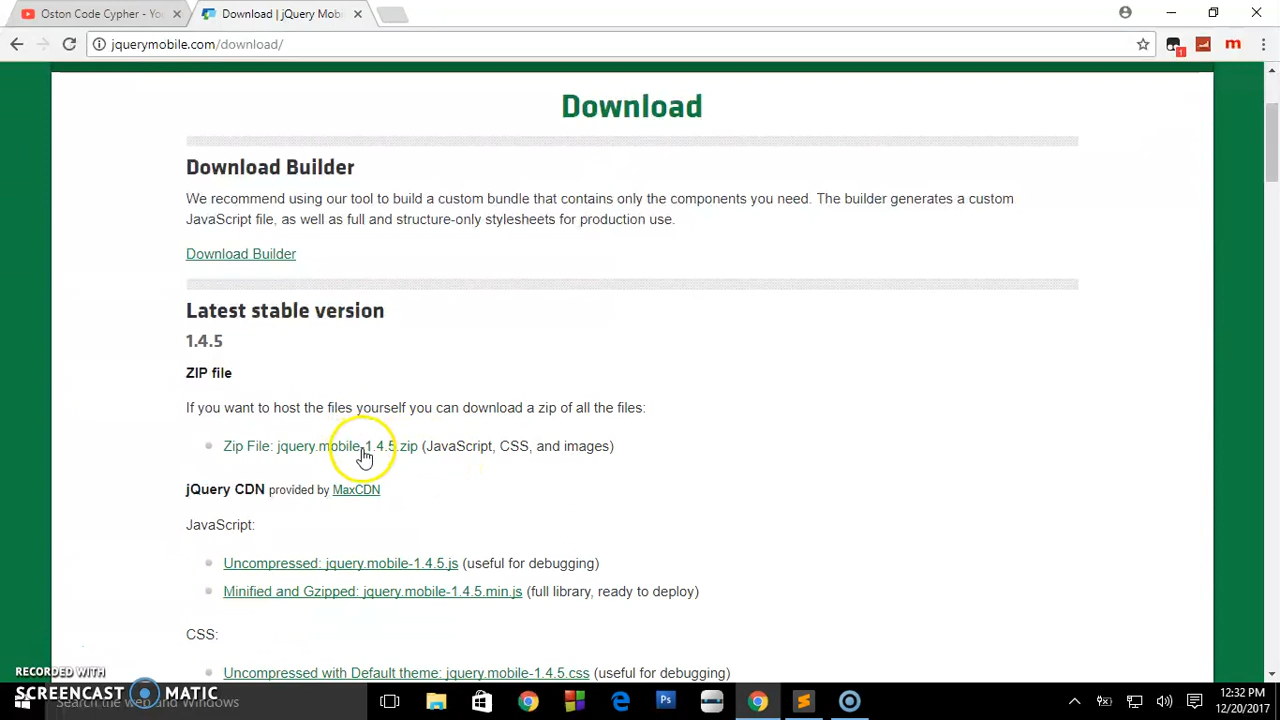 Oston Code Cypher - Yo
Download | jQuery Mobi
jquerymobile.com/download/
1
m
Download
Download Builder
We recommend using our tool to build a custom bundle that contains only the components you need. The builder generates a custom
JavaScript file, as well as full and structure-only stylesheets for production use.
Download Builder
Latest stable version
1.4.5
ZIP file
If you want to host the files yourself you can download a zip of all the files:
Zip File: jquery.mobile-1.4.5.zip (JavaScript, CSS, and images)
jQuery CDN provided by MaxCDN
JavaScript:
Uncompressed: jquery.mobile-1.4.5.js (useful for debugging)
Minified and Gzipped: jquery.mobile-1.4.5.min.js (full library, ready to deploy)
CSS:
Uncompressed with Default theme: jquery.mobile-1.4.5.css (useful for debugging)
RECORDED WITH
SCREENCAST MATIC
Search the web and Windows
Ps
12:32 PM
12/20/2017